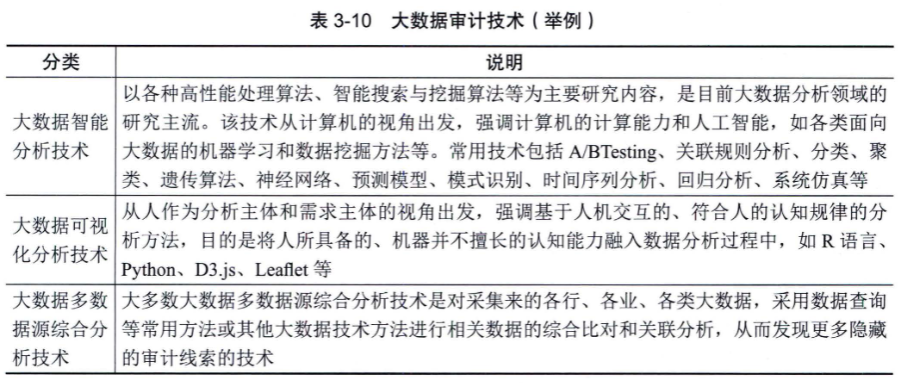 表 3-10 大数据审计技术（举例）
分类 说明
大数据智能
分析技术
以各种高性能处理算法、智能搜索与挖掘算法等为主要研究内容，是目前大数据分析领域的
研究主流。该技术从计算机的视角出发，强调计算机的计算能力和人工智能，如各类面向
大数据的机器学习和数据挖掘方法等。常用技术包括 A/BTesting、关联规则分析、分类、聚
类、遗传算法、神经网络、预测模型、模式识别、时间序列分析、回归分析、系统仿真等
大数据可视
化分析技术
从人作为分析主体和需求主体的视角出发，强调基于人机交互的、符合人的认知规律的分
析方法，目的是将人所具备的、机器并不擅长的认知能力融入数据分析过程中，如 R 语言、
Python、D3.js、Leaflet 等
大数据多数
据源综合分
析技术
大多数大数据多数据源综合分析技术是对采集来的各行、各业、各类大数据，采用数据查询
等常用方法或其他大数据技术方法进行相关数据的综合比对和关联分析，从而发现更多隐藏
的审计线索的技术